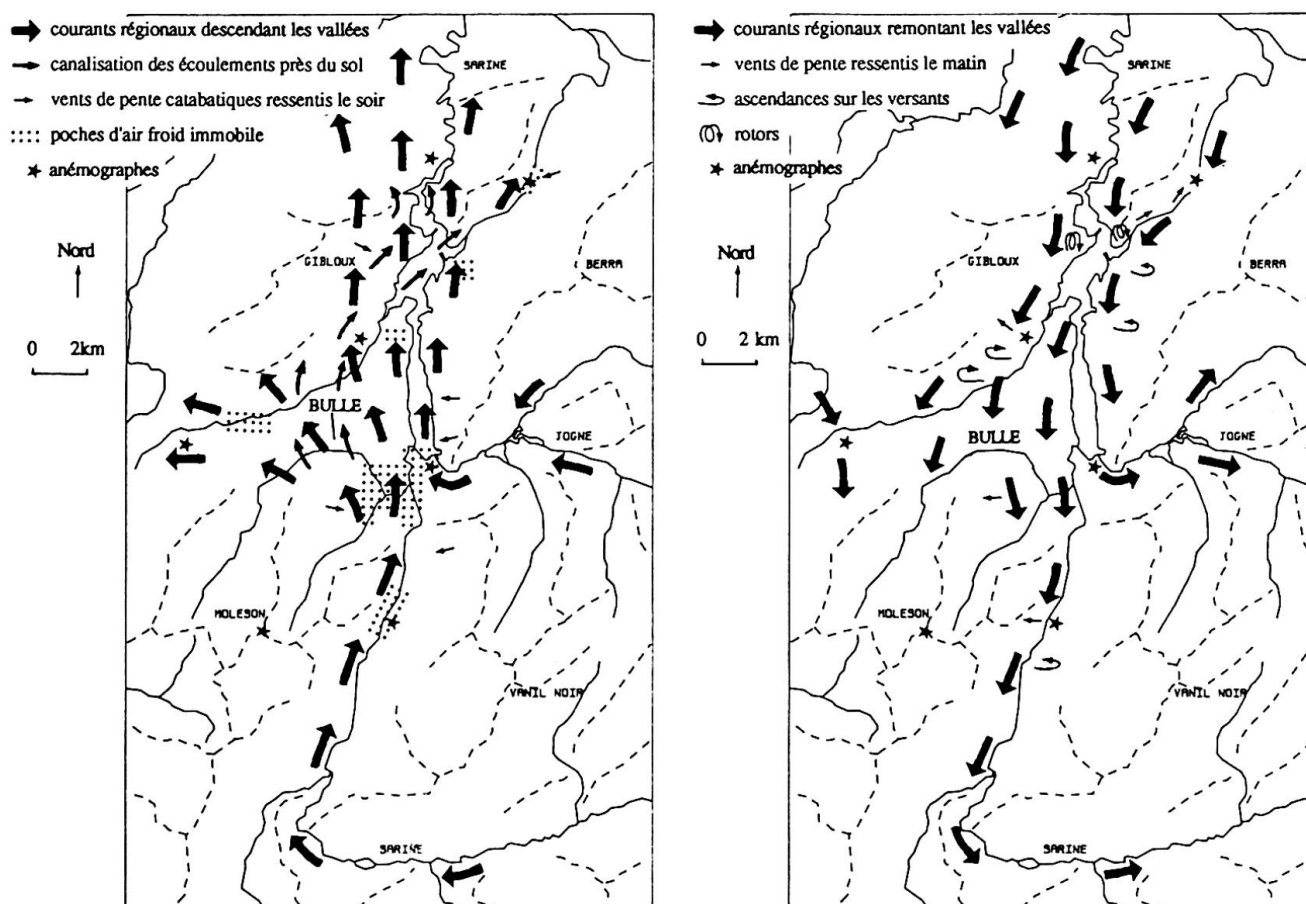 courants régionaux descendant les vallées
canalisation des écoulements près du sol
vents de pente catabatiques ressentis le soir
poches d'air froid immobile
anémographes
SARINE
Nord
GIBLOUX
BERRA
0 2km
BULLE
JOGNE
MOLESON
VANIL NOIR
SARINE
courants régionaux remontant les vallées
vents de pente ressentis le matin
ascendances sur les versants
rotors
anémographes
SARINE
Nord
GIBLOUX
BERRA
0 2 km
BULLE
JOGNE
MOLESON
VANIL NOIR
SARINE